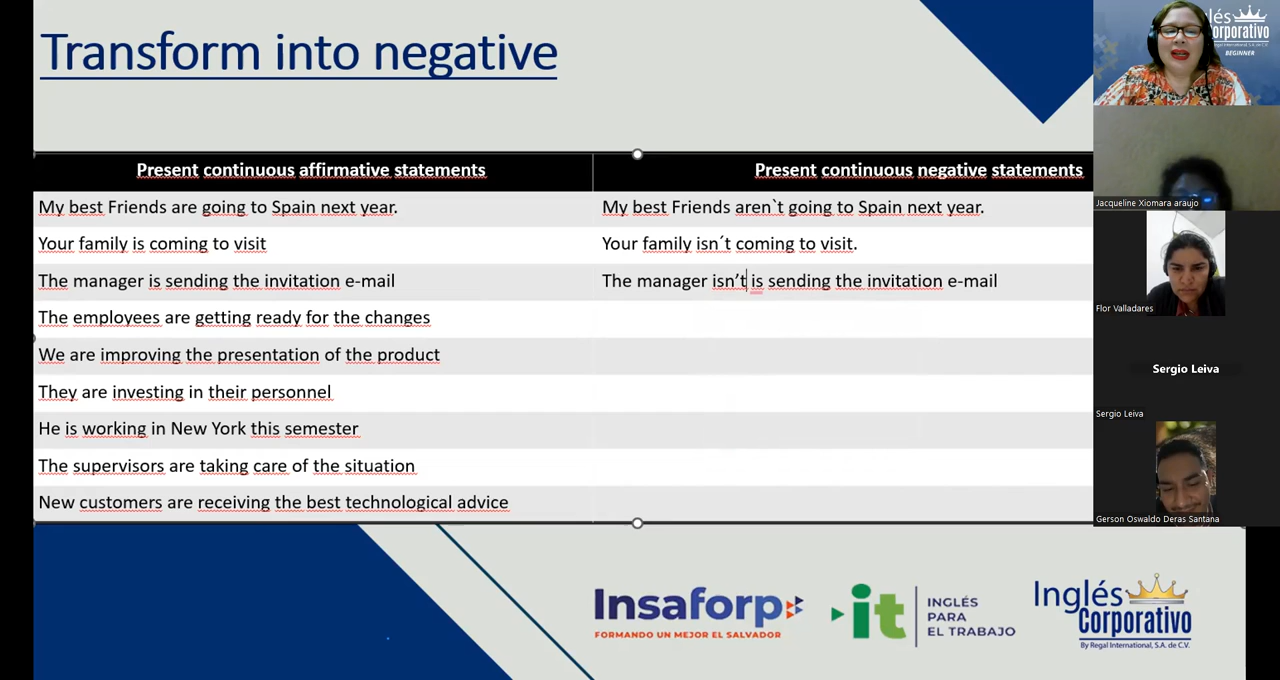 Transform into negative
Present continuous affirmative statements
Present continuous negative statements
My best Friends are going to Spain next year.
My best Friends aren`t going to Spain next year.
Your family is coming to visit
Your family isn´t coming to visit.
The manager is sending the invitation e-mail
The manager isn’t is sending the invitation e-mail
The employees are getting ready for the changes
We are improving the presentation of the product
They are investing in their personnel
He is working in New York this semester
The supervisors are taking care of the situation
New customers are receiving the best technological advice
Insaforp
FORMANDO UN MEJOR EL SALVADOR
it
INGLÉS
PARA
EL TRABAJO
Inglés
Corporativo
By Regal International, S.A. de C.V.
BEGINNER
Jacqueline Xiomara araujo
Flor Valladares
Sergio Leiva
Sergio Leiva
Gerson Oswaldo Deras Santana